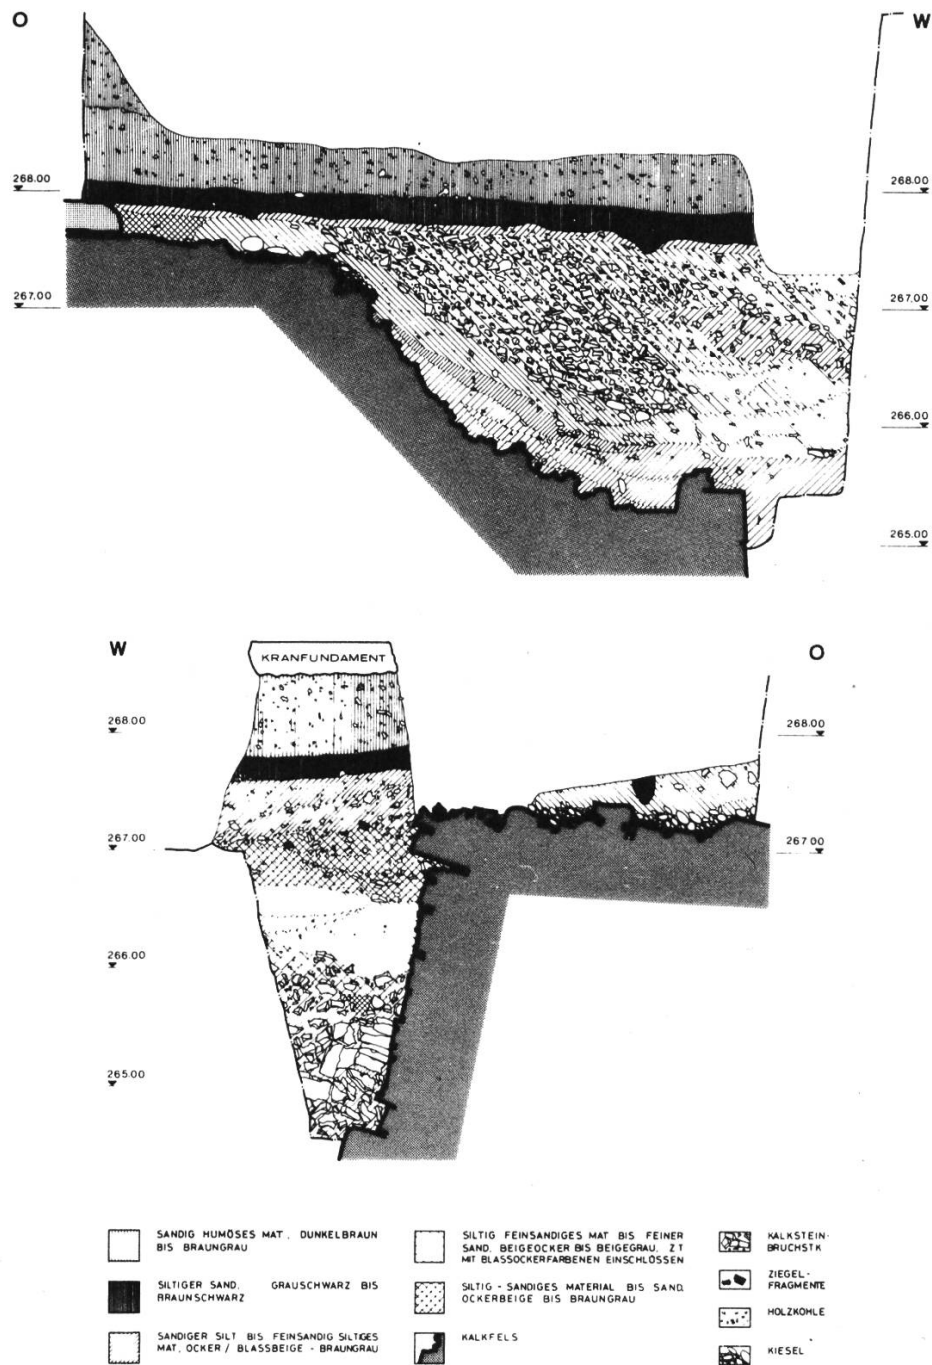 O
W
268.00
268.00
267.00
267.00
266.00
265.00
W
O
KRANFUNDAMENT
268.00
268.00
267.00
267.00
266.00
265.00
SANDIG HUMÖSES MAT., DUNKELBRAUN
BIS BRAUNGRAU
SILTIGER SAND, GRAUSCHWARZ BIS
BRAUNSCHWARZ
SANDIGER SILT BIS FEINSANDIG SILTIGES
MAT, OCKER / BLASSBEIGE - BRAUNGRAU
SILTIG FEINSANDIGES MAT BIS FEINER
SAND, BEIGEOCKER BIS BEIGEGRAU, Z T
MIT BLASSOCKERFARBENEN EINSCHLÖSSEN
SILTIG - SANDIGES MATERIAL BIS SAND,
OCKERBEIGE BIS BRAUNGRAU
KALKFELS
KALKSTEIN-
BRUCHSTK
ZIEGEL-
FRAGMENTE
HOLZKOHLE
KIESEL